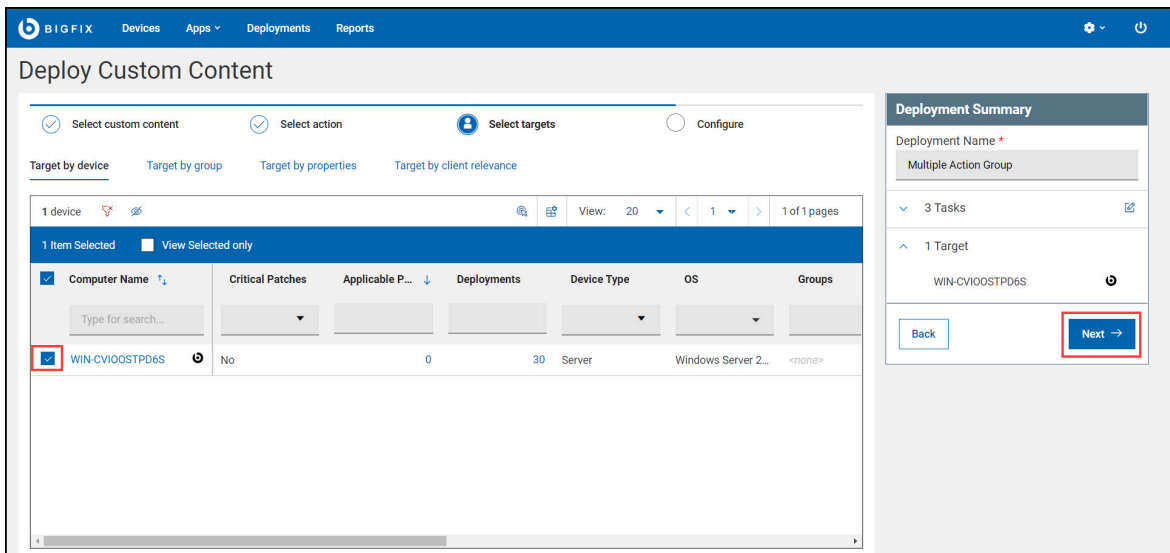 BIGFIX Devices Apps Deployments Reports
Deploy Custom Content
Select custom content Select action Select targets Configure
Target by device Target by group Target by properties Target by client relevance
1 device View: 20 1 1 of 1 pages
1 Item Selected View Selected only
Computer Name Critical Patches Applicable P... Deployments Device Type OS Groups
Type for search...
WIN-CVIOOSTPD6S No 0 30 Server Windows Server 2... <none>
Deployment Summary
Deployment Name *
Multiple Action Group
3 Tasks
1 Target
WIN-CVIOOSTPD6S
Back Next →